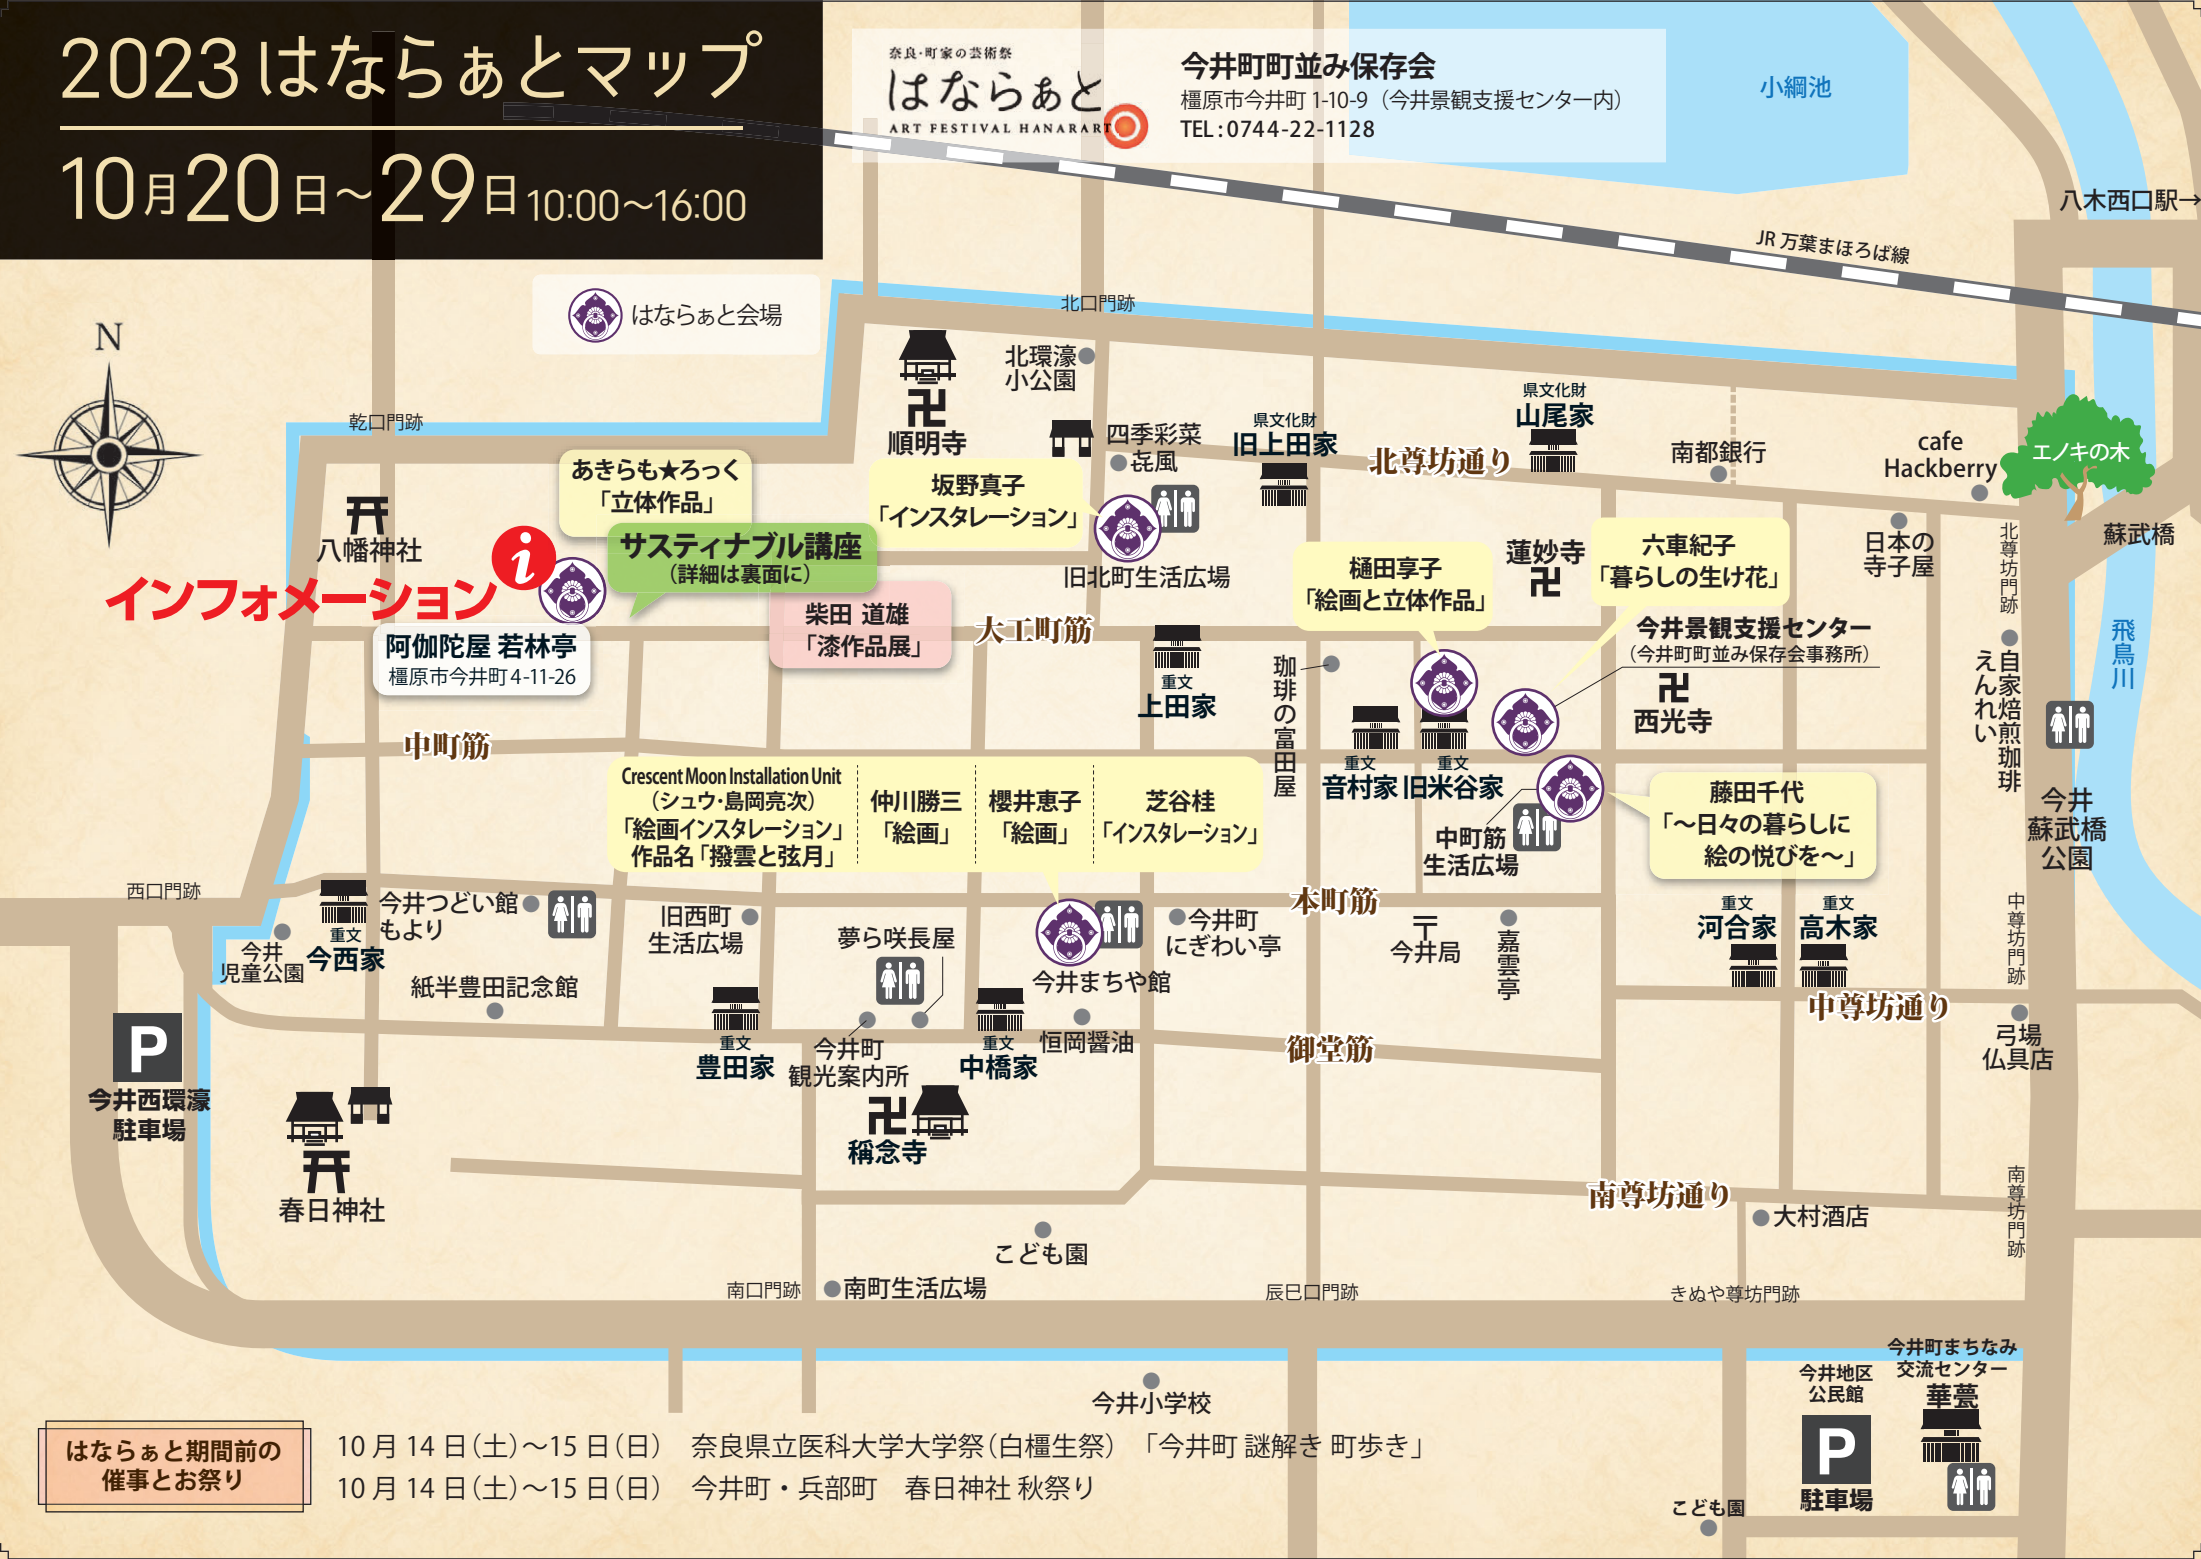 2023 はならぁとマップ
10月20日〜29日 10:00〜16:00
奈良・町家の芸術祭
はならぁと
ART FESTIVAL HANARART
今井町町並み保存会
橿原市今井町 1-10-9（今井景観支援センター内）
TEL:0744-22-1128
小綱池
八木西口駅→
JR 万葉まほろば線
はならぁと会場
N
北口門跡
乾口門跡
北環濠
小公園
卍
順明寺
四季彩菜
㐂風
県文化財
旧上田家
県文化財
山尾家
北尊坊通り
南都銀行
cafe
Hackberry
エノキの木
蘇武橋
八幡神社
あきらも★ろっく
「立体作品」
サスティナブル講座
（詳細は裏面に）
坂野真子
「インスタレーション」
旧北町生活広場
i
インフォメーション
阿伽陀屋 若林亭
橿原市今井町 4-11-26
柴田 道雄
「漆作品展」
大工町筋
樋田享子
「絵画と立体作品」
蓮妙寺
卍
六車紀子
「暮らしの生け花」
日本の
寺子屋
北尊坊門跡
今井景観支援センター
（今井町町並み保存会事務所）
卍
西光寺
自家焙煎珈琲
えんれい
飛鳥川
重文
上田家
珈琲の富田屋
中町筋
重文
音村家
重文
旧米谷家
中町筋
生活広場
藤田千代
「〜日々の暮らしに
絵の悦びを〜」
今井
蘇武橋
公園
Crescent Moon Installation Unit
（シュウ・島岡亮次）
「絵画インスタレーション」
作品名「撥雲と弦月」
仲川勝三
「絵画」
櫻井恵子
「絵画」
芝谷桂
「インスタレーション」
西口門跡
今井
児童公園
重文
今西家
今井つどい館
もより
旧西町
生活広場
夢ら咲長屋
今井まちや館
今井町
にぎわい亭
本町筋
〒
今井局
嘉雲亭
重文
河合家
重文
高木家
中尊坊門跡
中尊坊通り
弓場
仏具店
紙半豊田記念館
重文
豊田家
今井町
観光案内所
重文
中橋家
恒岡醤油
御堂筋
P
今井西環濠
駐車場
卍
稱念寺
春日神社
南尊坊通り
南尊坊門跡
大村酒店
こども園
南口門跡
南町生活広場
辰巳口門跡
きぬや尊坊門跡
今井小学校
今井地区
公民館
P
駐車場
今井町まちなみ
交流センター
華甍
こども園
はならぁと期間前の
催事とお祭り
10 月 14 日（土）〜15 日（日） 奈良県立医科大学大学祭（白橿生祭） 「今井町 謎解き 町歩き」
10 月 14 日（土）〜15 日（日） 今井町・兵部町 春日神社 秋祭り